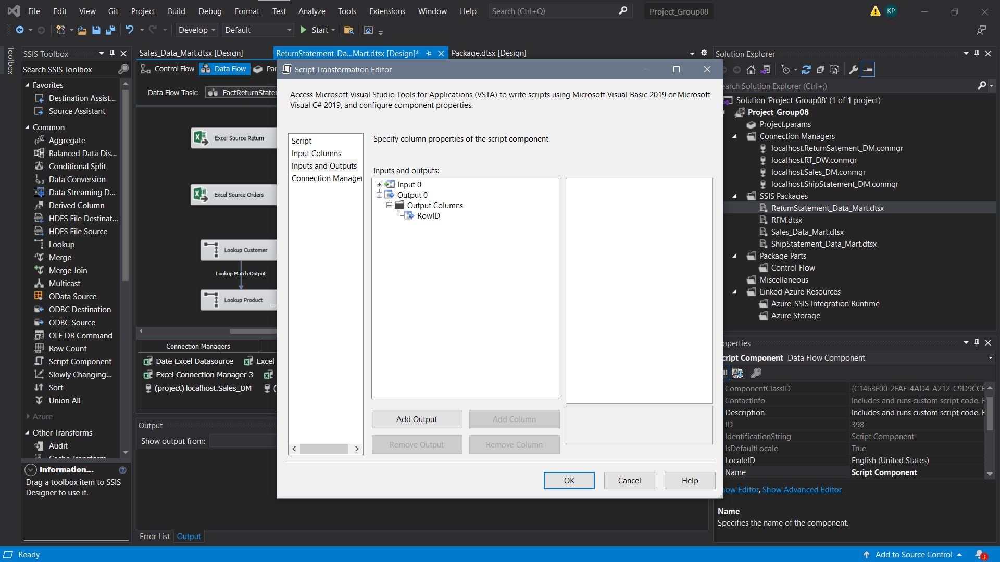 File Edit View Git Project Build Debug Format Test Analyze Tools Extensions Window Help Search (Ctrl+Q) Project_Group08 KP
Develop Default Start
Toolbox
SSIS Toolbox
Search SSIS Toolbox
Favorites
Destination Assist...
Source Assistant
Common
Aggregate
Balanced Data Dis...
Conditional Split
Data Conversion
Data Streaming D...
Derived Column
HDFS File Destinat...
HDFS File Source
Lookup
Merge
Merge Join
Multicast
OData Source
ODBC Destination
ODBC Source
OLE DB Command
Row Count
Script Component
Slowly Changing...
Sort
Union All
Azure
Other Transforms
Audit
Cache Transform
Information...
Drag a toolbox item to SSIS
Designer to use it.
Sales_Data_Mart.dtsx [Design] ReturnStatement_Da...Mart.dtsx [Design]* Package.dtsx [Design]
Control Flow Data Flow Par
Data Flow Task: FactReturnStater
Excel Source Return
Excel Source Orders
Lookup Customer
Lookup Match Output
Lookup Product
Connection Managers
Date Excel Datasource Excel
Excel Connection Manager 3
(project) localhost.Sales_DM (
Output
Show output from:
Error List Output
Script Transformation Editor
Access Microsoft Visual Studio Tools for Applications (VSTA) to write scripts using Microsoft Visual Basic 2019 or Microsoft
Visual C# 2019, and configure component properties.
Script
Input Columns
Inputs and Outputs
Connection Manager
Specify column properties of the script component.
Inputs and outputs:
Input 0
Output 0
Output Columns
RowID
Add Output Add Column
Remove Output Remove Column
OK Cancel Help
Solution Explorer
earch Solution Explorer (Ctrl+;)
Solution 'Project_Group08' (1 of 1 project)
Project_Group08
Project.params
Connection Managers
localhost.ReturnSatement_DM.conmgr
localhost.RT_DW.conmgr
localhost.Sales_DM.conmgr
localhost.ShipStatement_DM.conmgr
SSIS Packages
ReturnStatement_Data_Mart.dtsx
RFM.dtsx
Sales_Data_Mart.dtsx
ShipStatement_Data_Mart.dtsx
Package Parts
Control Flow
Miscellaneous
Linked Azure Resources
Azure-SSIS Integration Runtime
Azure Storage
operties
cript Component Data Flow Component
ComponentClassID {C1463F00-2FAF-4AD4-A212-C9D9CCE
ContactInfo Includes and runs custom script code. F
Description Includes and runs custom script code. F
ID 398
IdentificationString Script Component
IsDefaultLocale True
LocaleID English (United States)
Name Script Component
how Editor, Show Advanced Editor
Name
Specifies the name of the component.
Ready Add to Source Control 3